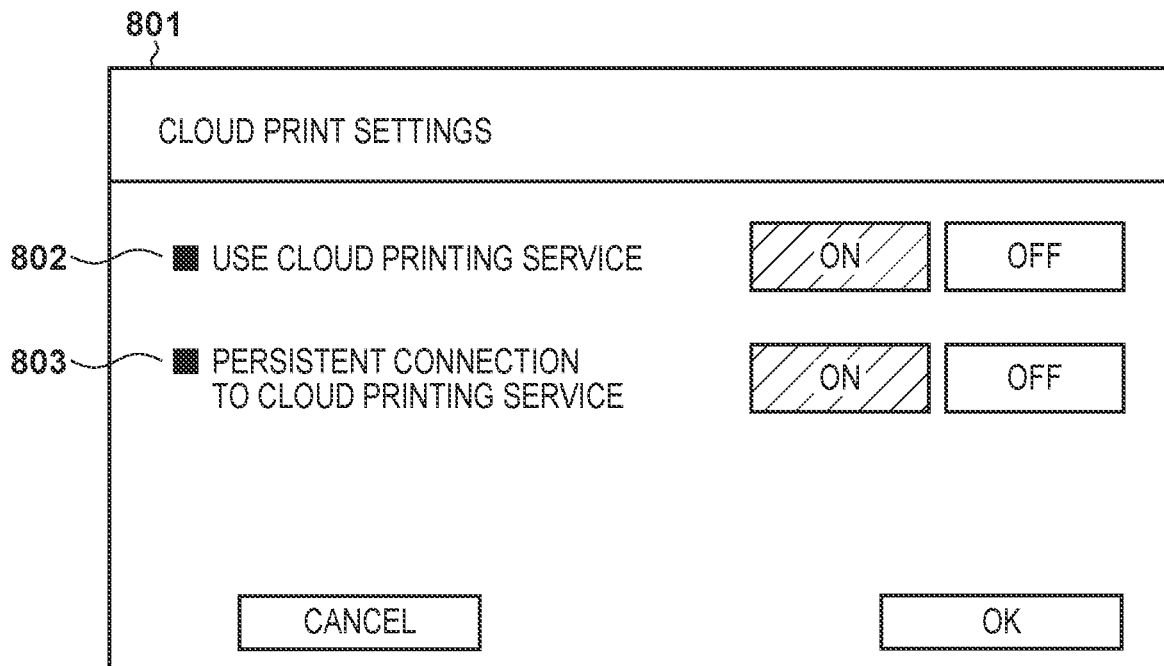 801
CLOUD PRINT SETTINGS
802 USE CLOUD PRINTING SERVICE ON OFF
803 PERSISTENT CONNECTION ON OFF
TO CLOUD PRINTING SERVICE
CANCEL OK